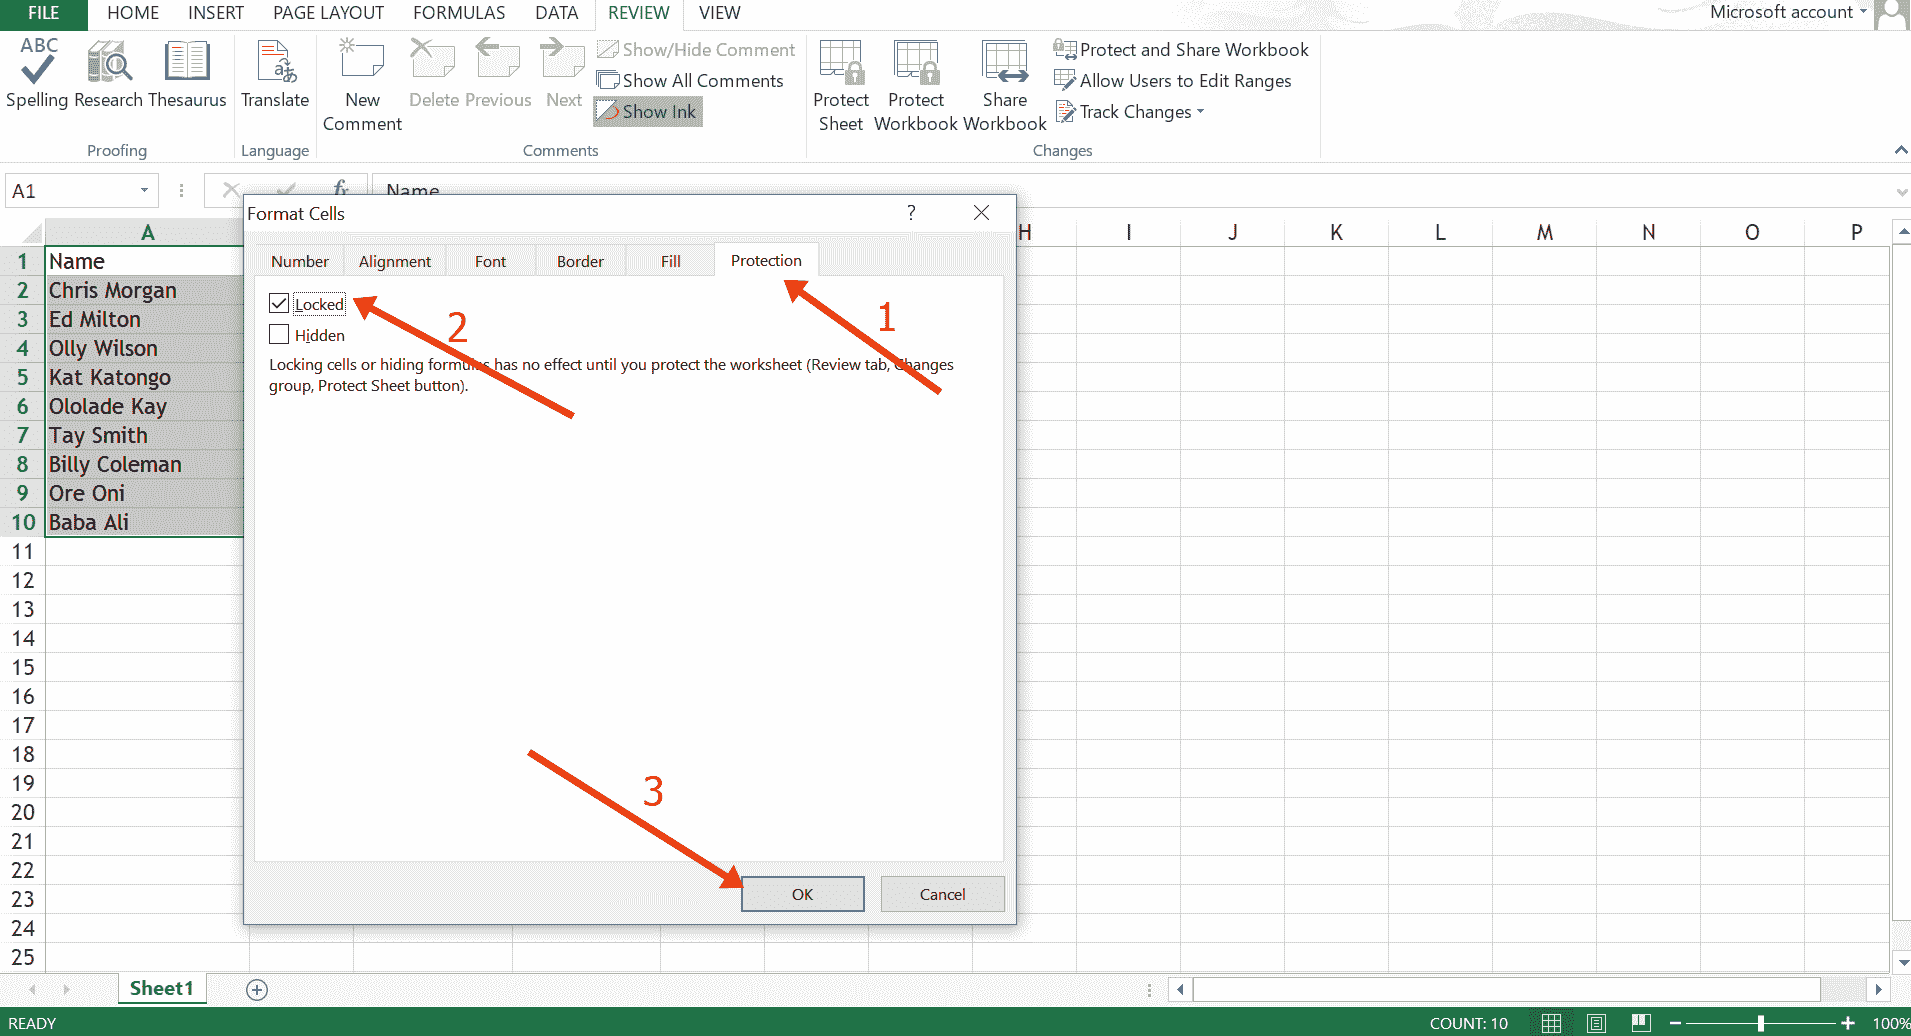 FILE HOME INSERT PAGE LAYOUT FORMULAS DATA REVIEW VIEW Microsoft account
ABC
Spelling Research Thesaurus
Proofing
Translate
Language
New
Comment
Delete Previous Next
Show/Hide Comment
Show All Comments
Show Ink
Comments
Protect
Sheet
Protect
Workbook
Share
Workbook
Protect and Share Workbook
Allow Users to Edit Ranges
Track Changes
Changes
A1 fx Name
A H I J K L M N O P
Format Cells ?
Number Alignment Font Border Fill Protection
Locked
Hidden
Locking cells or hiding formulas has no effect until you protect the worksheet (Review tab, Changes
group, Protect Sheet button).
1
2
3
OK Cancel
1 Name
2 Chris Morgan
3 Ed Milton
4 Olly Wilson
5 Kat Katongo
6 Ololade Kay
7 Tay Smith
8 Billy Coleman
9 Ore Oni
10 Baba Ali
11
12
13
14
15
16
17
18
19
20
21
22
23
24
25
Sheet1
READY COUNT: 10 100%